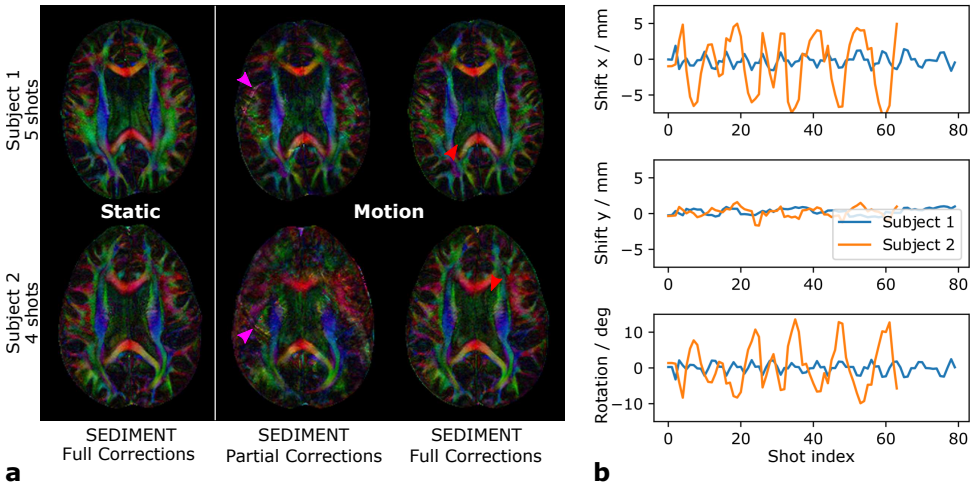 Subject 1
5 shots
Static
Motion
Subject 2
4 shots
SEDIMENT
Full Corrections
SEDIMENT
Partial Corrections
SEDIMENT
Full Corrections
a
Shift x / mm
5
0
−5
0
20
40
60
80
Shift y / mm
5
0
−5
Subject 1
Subject 2
0
20
40
60
80
Rotation / deg
10
0
−10
0
20
40
60
80
Shot index
b